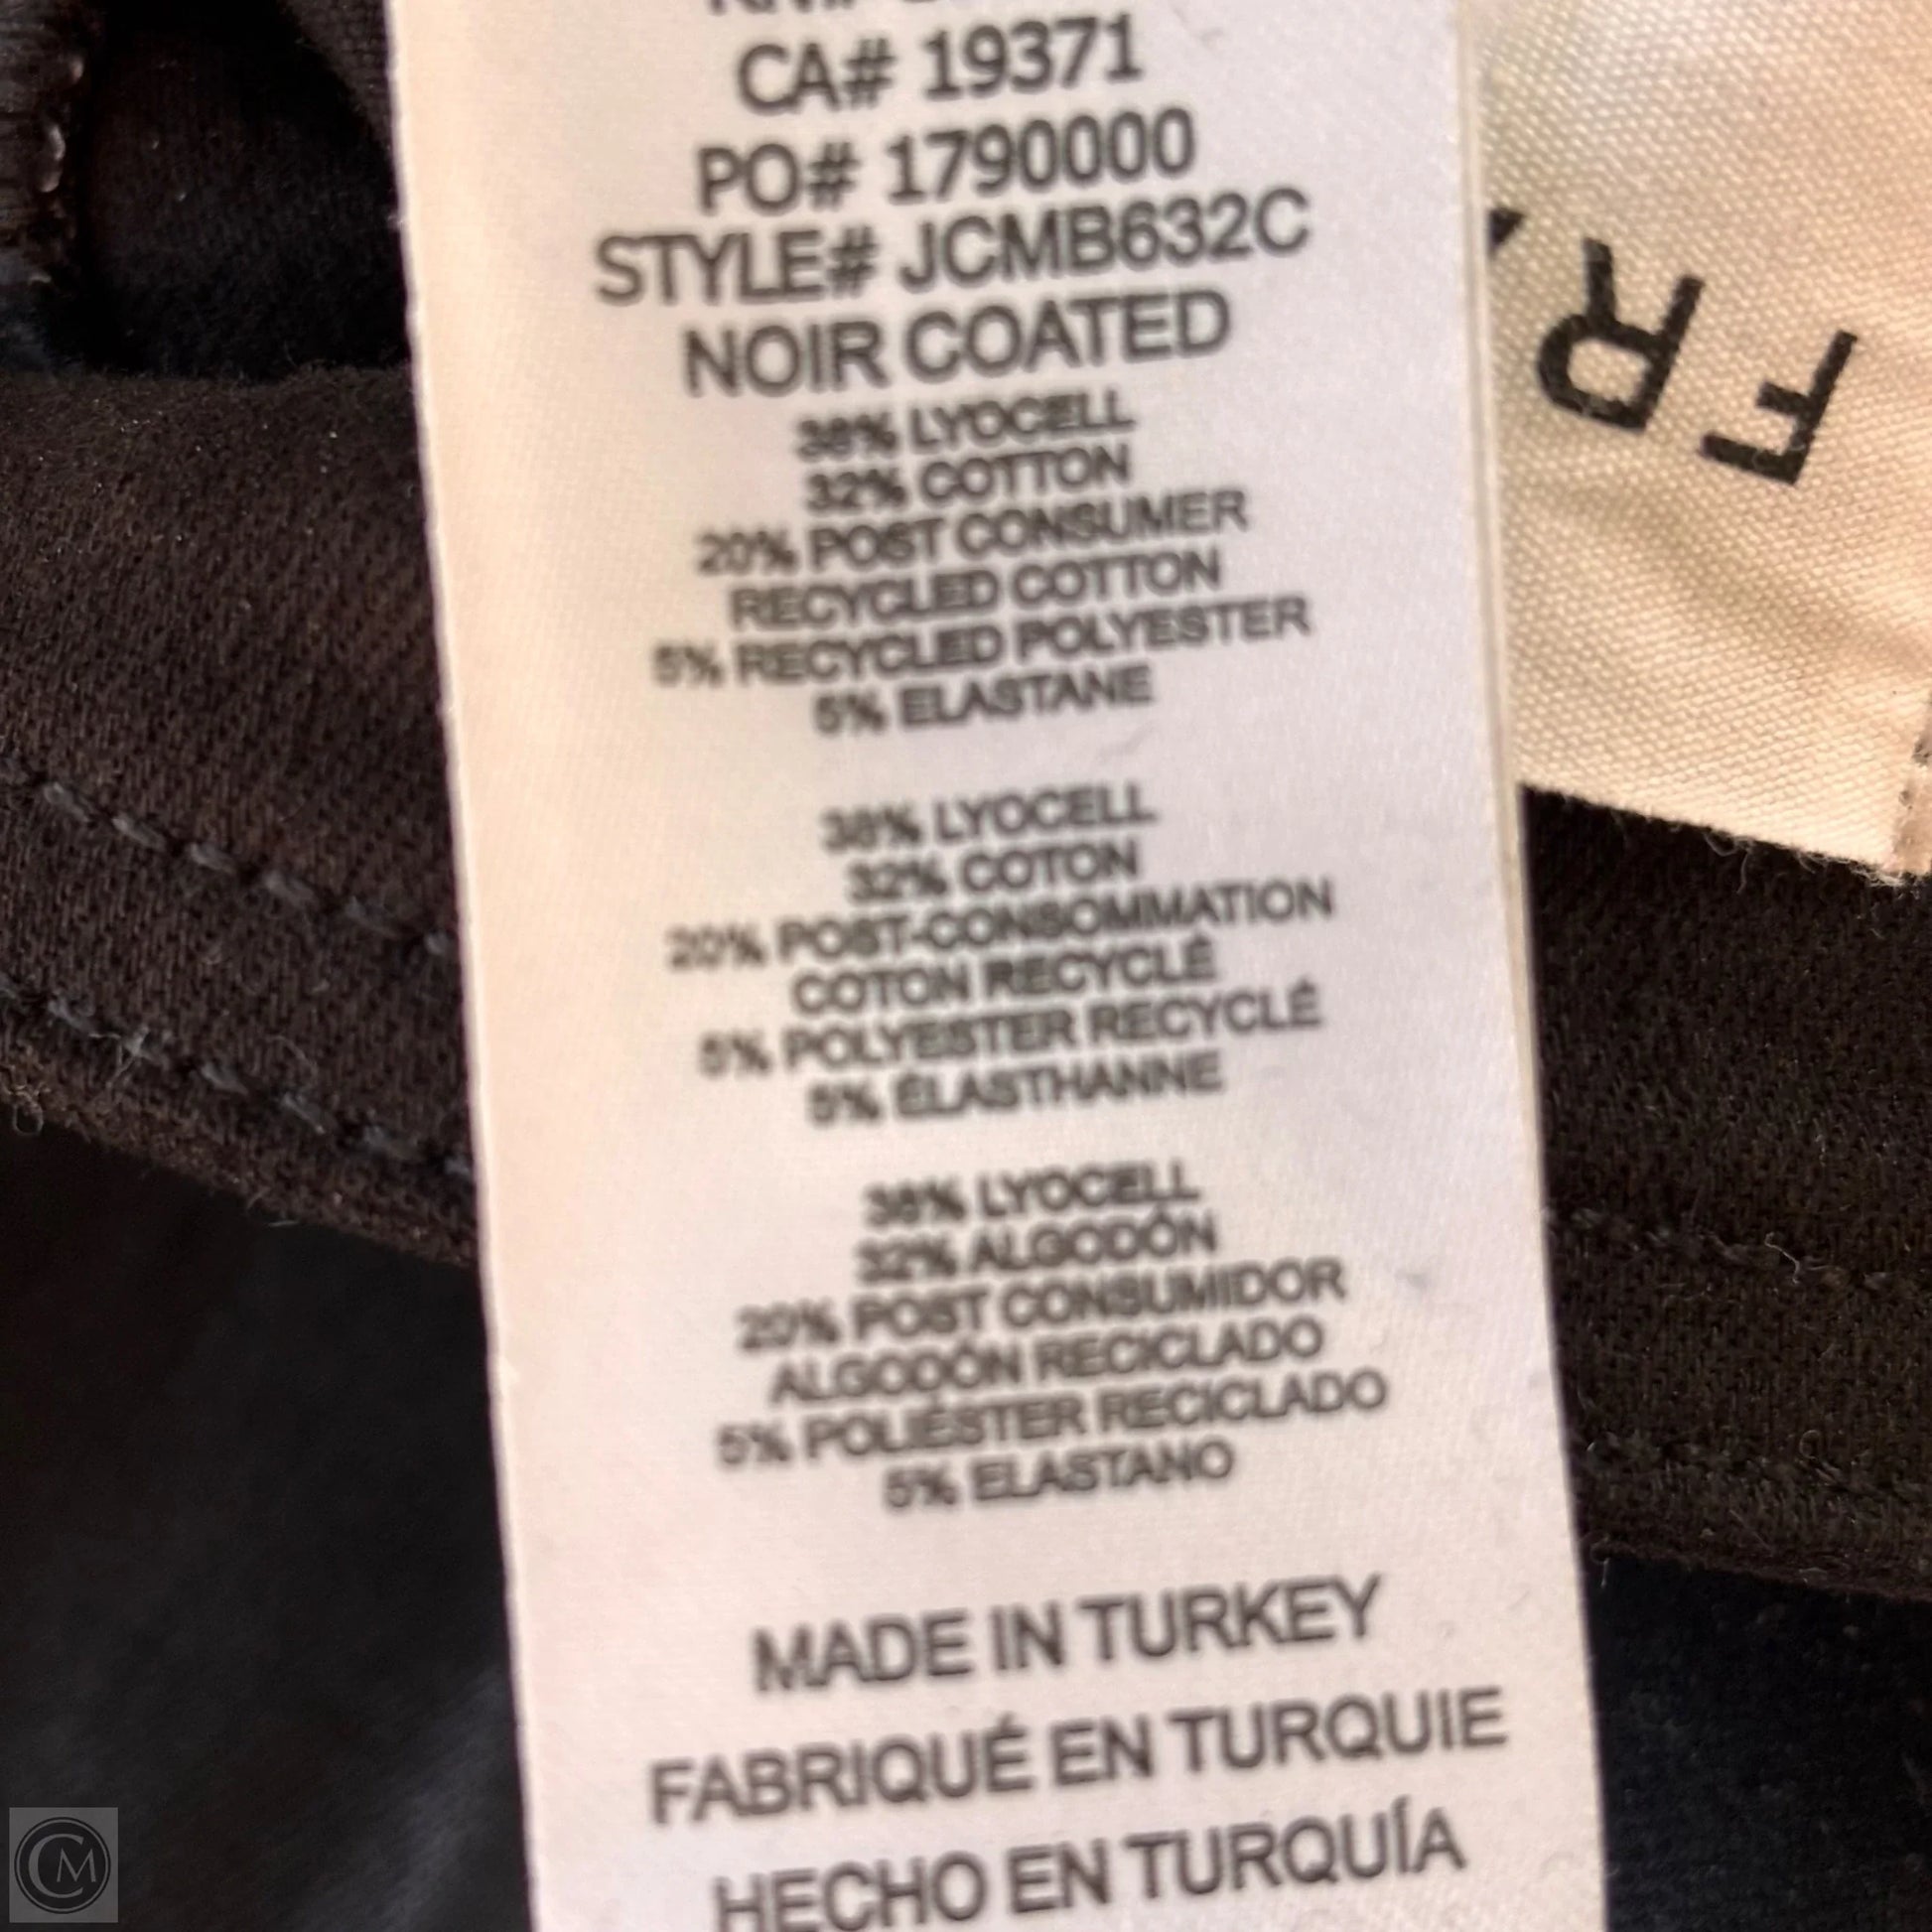 CA# 19371
PO# 1790000
STYLE# JCMB632C
NOIR COATED
38% LYOCELL
32% COTTON
20% POST CONSUMER
RECYCLED COTTON
5% RECYCLED POLYESTER
5% ELASTANE
38% LYOCELL
32% COTON
20% POST-CONSOMMATION
COTON RECYCLÉ
5% POLYESTER RECYCLÉ
5% ÉLASTHANNE
38% LYOCELL
32% ALGODÓN
20% POST CONSUMIDOR
ALGODÓN RECICLADO
5% POLIÉSTER RECICLADO
5% ELASTANO
MADE IN TURKEY
FABRIQUÉ EN TURQUIE
HECHO EN TURQUÍA
FR
CM